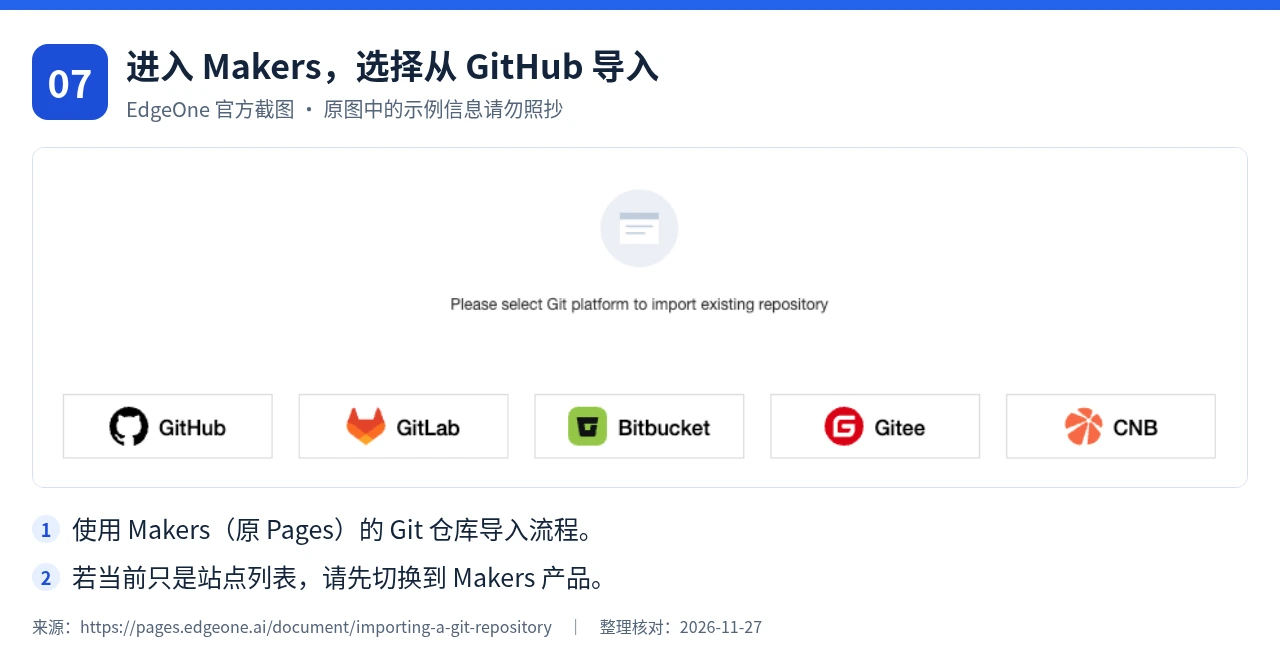 07
进入 Makers，选择从 GitHub 导入
EdgeOne 官方截图 · 原图中的示例信息请勿照抄
Please select Git platform to import existing repository
GitHub
GitLab
Bitbucket
Gitee
CNB
1 使用 Makers（原 Pages）的 Git 仓库导入流程。
2 若当前只是站点列表，请先切换到 Makers 产品。
来源：https://pages.edgeone.ai/document/importing-a-git-repository ｜ 整理核对：2026-11-27